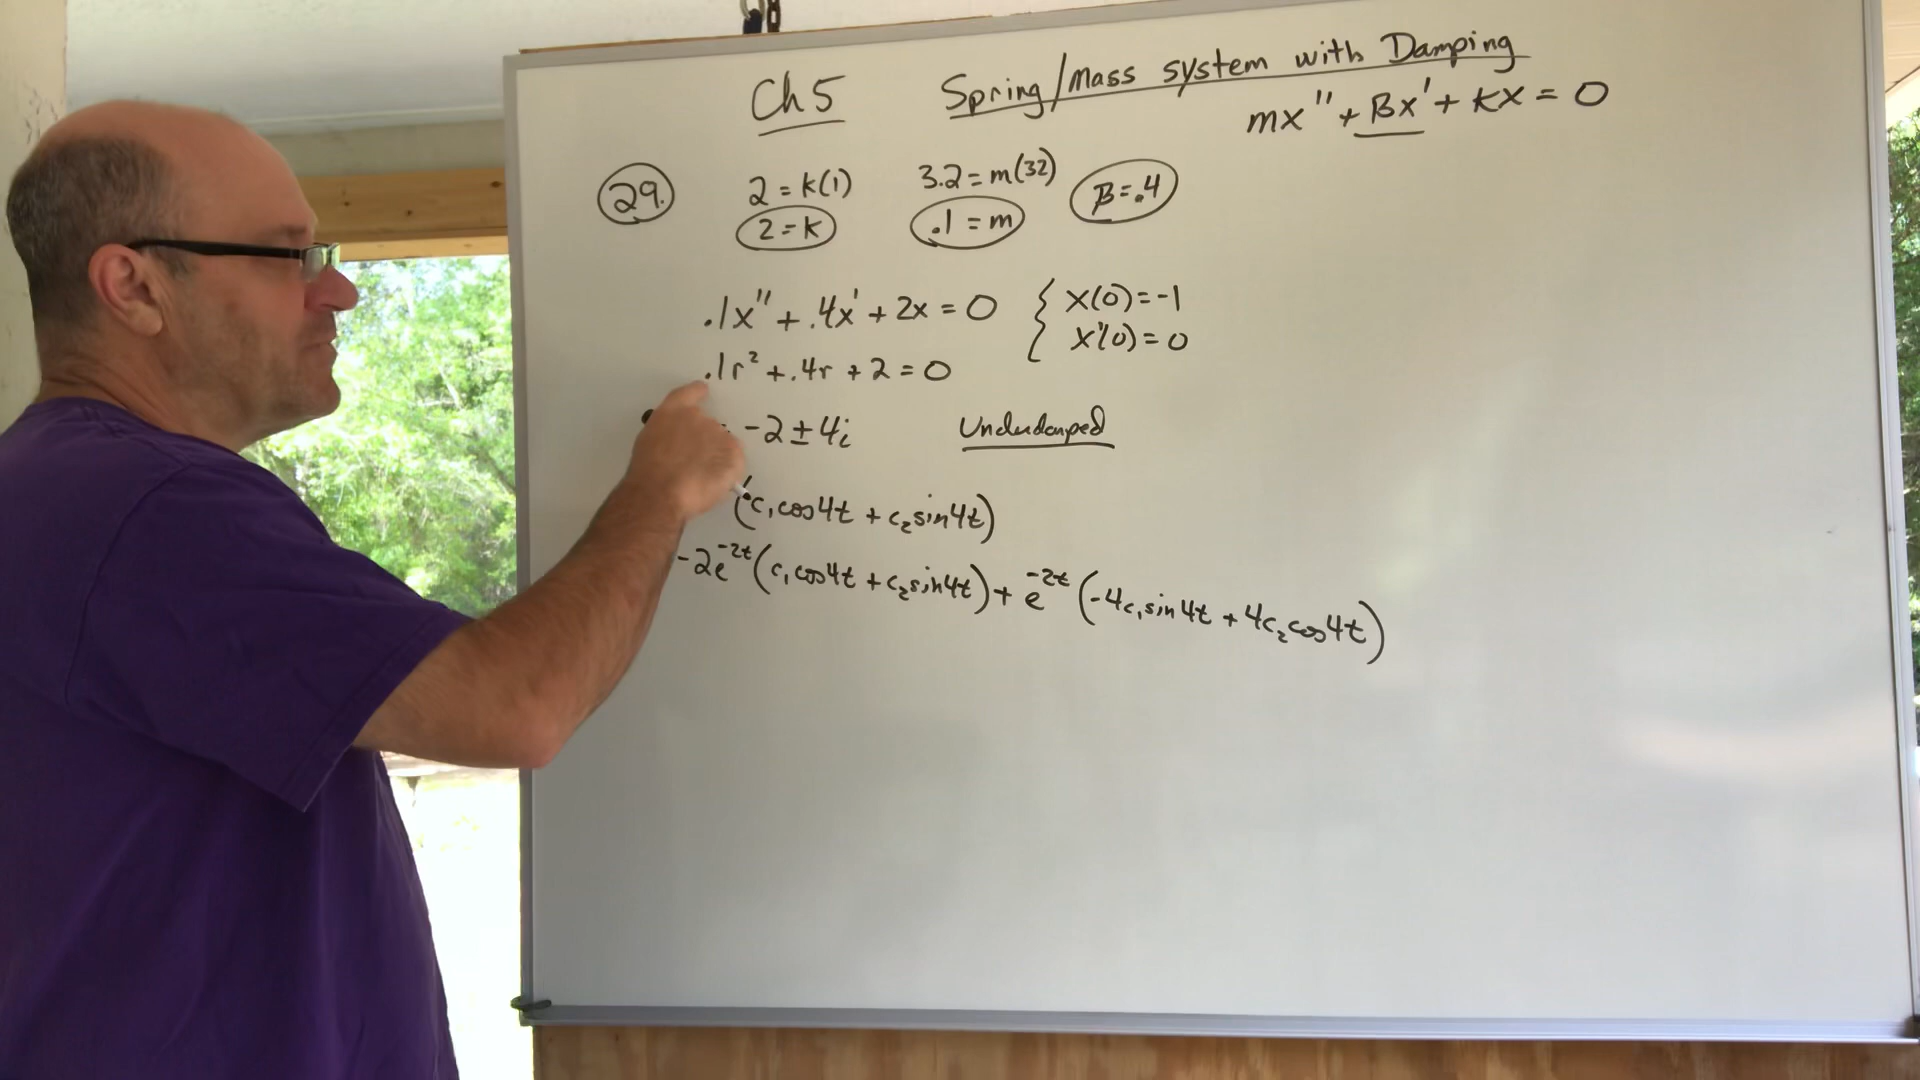 Ch 5 Spring/Mass system with Damping
mx'' + βx' + kx = 0
29. 2 = k(1) 3.2 = m(32) β = .4
2 = k .1 = m
.1x'' + .4x' + 2x = 0 { x(0) = -1
x'(0) = 0
.1r² + .4r + 2 = 0
-2 ± 4i Underdamped
(c₁cos4t + c₂sin4t)
-2e^-2t (c₁cos4t + c₂sin4t) + e^-2t (-4c₁sin4t + 4c₂cos4t)